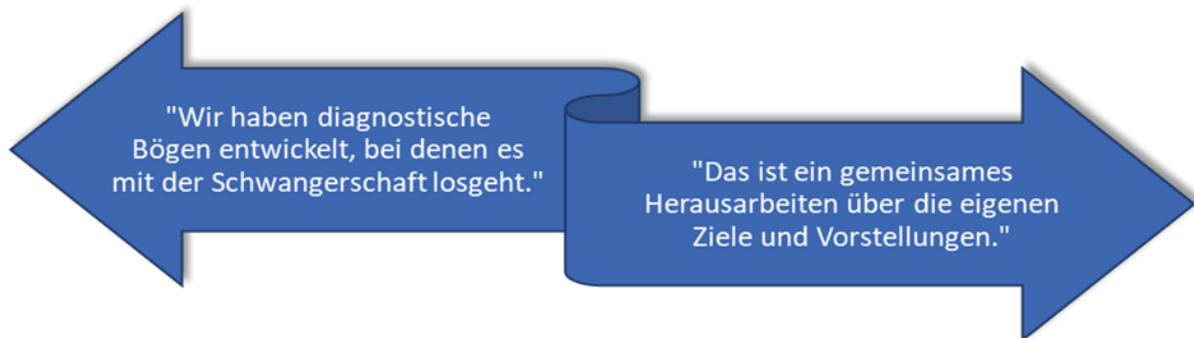 "Wir haben diagnostische
Bögen entwickelt, bei denen es
mit der Schwangerschaft losgeht."
"Das ist ein gemeinsames
Herausarbeiten über die eigenen
Ziele und Vorstellungen."